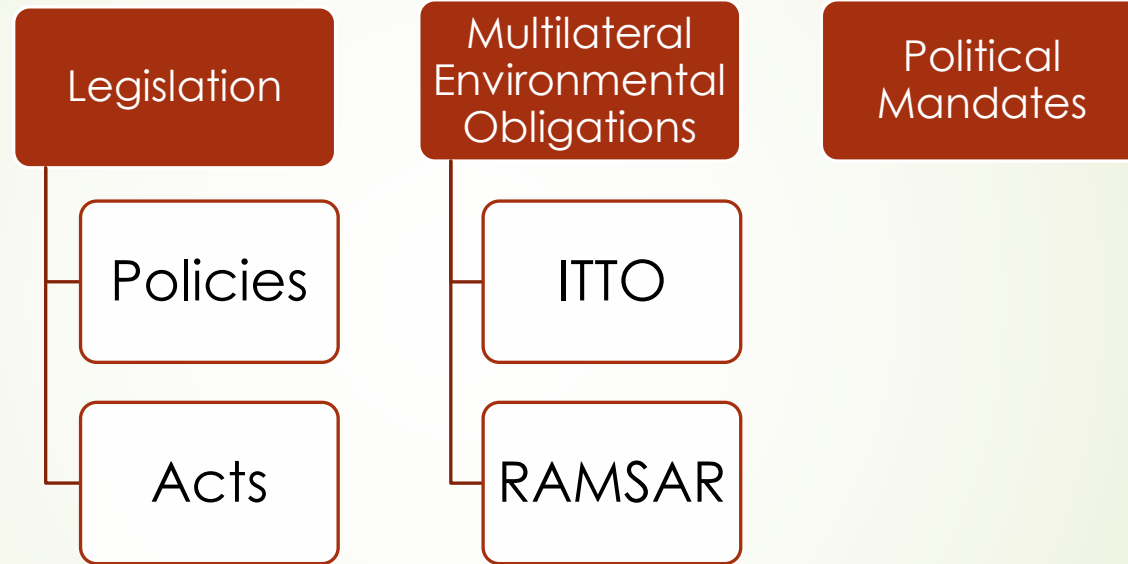 Legislation
Policies
Acts
Multilateral
Environmental
Obligations
ITTO
RAMSAR
Political
Mandates